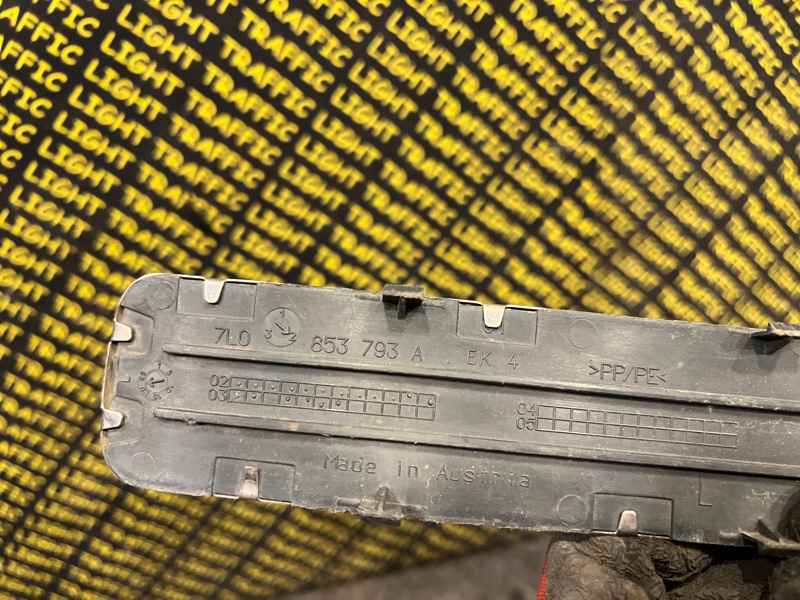 LIGHT TRAFFIC
7L0 853 793 A . EK 4 >PP/PE<
02
03
04
05
Made in Austria
L